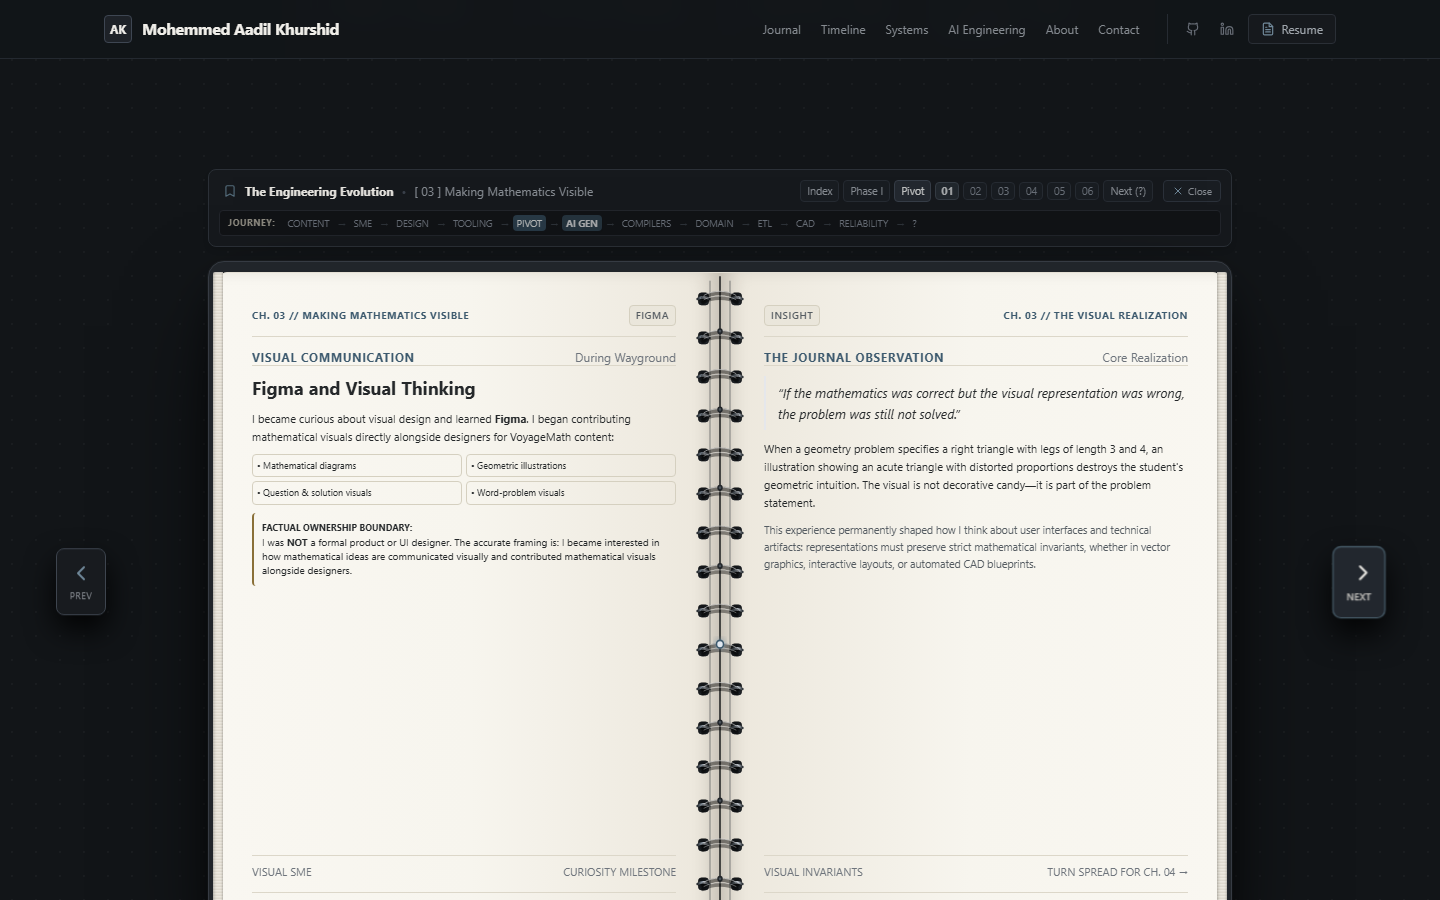 AK Mohemmed Aadil Khurshid
Journal Timeline Systems AI Engineering About Contact Resume
The Engineering Evolution · [ 03 ] Making Mathematics Visible
Index Phase I Pivot 01 02 03 04 05 06 Next (?) × Close
JOURNEY: CONTENT – SME – DESIGN – TOOLING – PIVOT – AI GEN – COMPILERS – DOMAIN – ETL – CAD – RELIABILITY – ?
CH. 03 // MAKING MATHEMATICS VISIBLE FIGMA
VISUAL COMMUNICATION During Wayground
Figma and Visual Thinking
I became curious about visual design and learned Figma. I began contributing
mathematical visuals directly alongside designers for VoyageMath content:
• Mathematical diagrams
• Geometric illustrations
• Question & solution visuals
• Word-problem visuals
FACTUAL OWNERSHIP BOUNDARY:
I was NOT a formal product or UI designer. The accurate framing is: I became interested in
how mathematical ideas are communicated visually and contributed mathematical visuals
alongside designers.
VISUAL SME CURIOSITY MILESTONE
INSIGHT CH. 03 // THE VISUAL REALIZATION
THE JOURNAL OBSERVATION Core Realization
“If the mathematics was correct but the visual representation was wrong,
the problem was still not solved.”
When a geometry problem specifies a right triangle with legs of length 3 and 4, an
illustration showing an acute triangle with distorted proportions destroys the student's
geometric intuition. The visual is not decorative candy—it is part of the problem
statement.
This experience permanently shaped how I think about user interfaces and technical
artifacts: representations must preserve strict mathematical invariants, whether in vector
graphics, interactive layouts, or automated CAD blueprints.
VISUAL INVARIANTS TURN SPREAD FOR CH. 04 →
PREV
NEXT